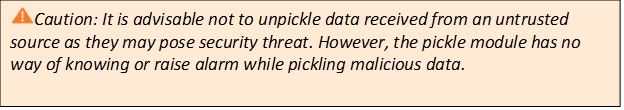 Caution: It is advisable not to unpickle data received from an untrusted
source as they may pose security threat. However, the pickle module has no
way of knowing or raise alarm while pickling malicious data.